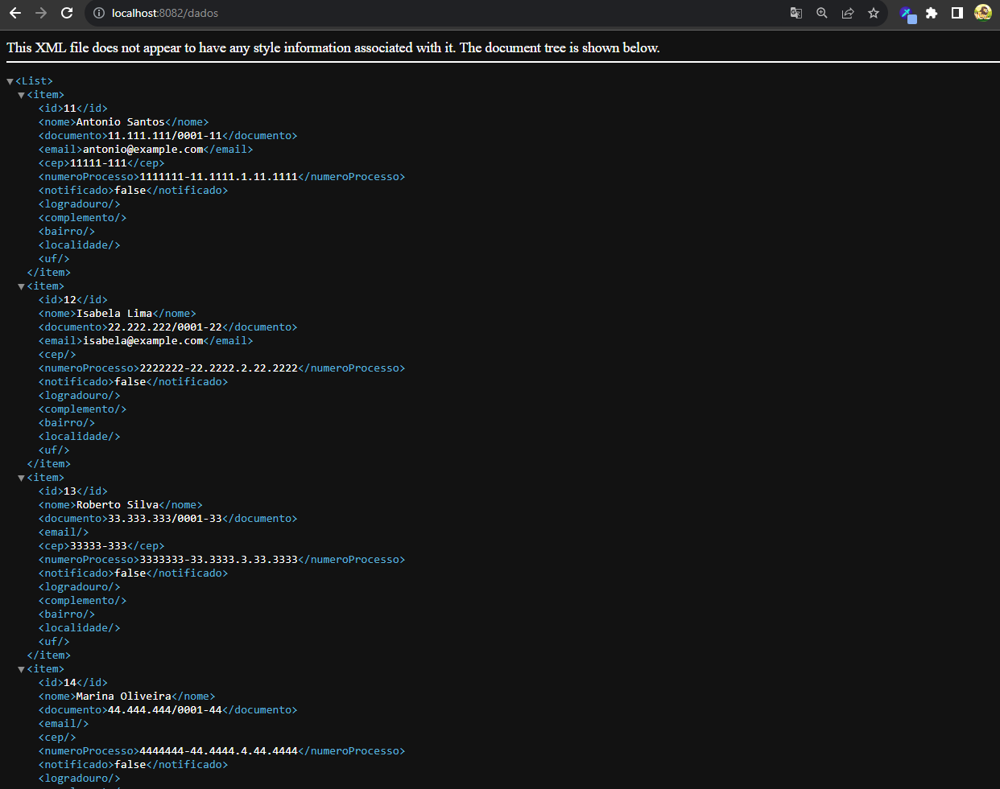 localhost:8082/dados
This XML file does not appear to have any style information associated with it. The document tree is shown below.
<List>
<item>
<id>11</id>
<nome>Antonio Santos</nome>
<documento>11.111.111/0001-11</documento>
<email>antonio@example.com</email>
<cep>11111-111</cep>
<numeroProcesso>1111111-11.1111.1.11.1111</numeroProcesso>
<notificado>false</notificado>
<logradouro/>
<complemento/>
<bairro/>
<localidade/>
<uf/>
</item>
<item>
<id>12</id>
<nome>Isabela Lima</nome>
<documento>22.222.222/0001-22</documento>
<email>isabela@example.com</email>
<cep/>
<numeroProcesso>2222222-22.2222.2.22.2222</numeroProcesso>
<notificado>false</notificado>
<logradouro/>
<complemento/>
<bairro/>
<localidade/>
<uf/>
</item>
<item>
<id>13</id>
<nome>Roberto Silva</nome>
<documento>33.333.333/0001-33</documento>
<email/>
<cep>33333-333</cep>
<numeroProcesso>3333333-33.3333.3.33.3333</numeroProcesso>
<notificado>false</notificado>
<logradouro/>
<complemento/>
<bairro/>
<localidade/>
<uf/>
</item>
<item>
<id>14</id>
<nome>Marina Oliveira</nome>
<documento>44.444.444/0001-44</documento>
<email/>
<cep/>
<numeroProcesso>4444444-44.4444.4.44.4444</numeroProcesso>
<notificado>false</notificado>
<logradouro/>